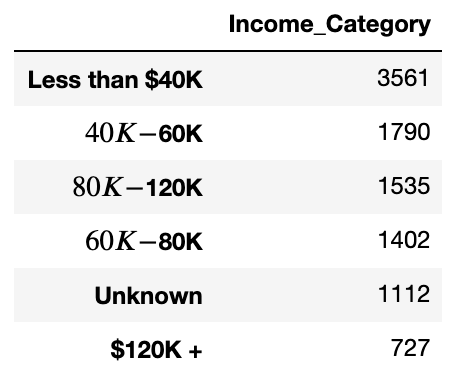 Income_Category
Less than $40K 3561
40K−60K 1790
80K−120K 1535
60K−80K 1402
Unknown 1112
$120K + 727